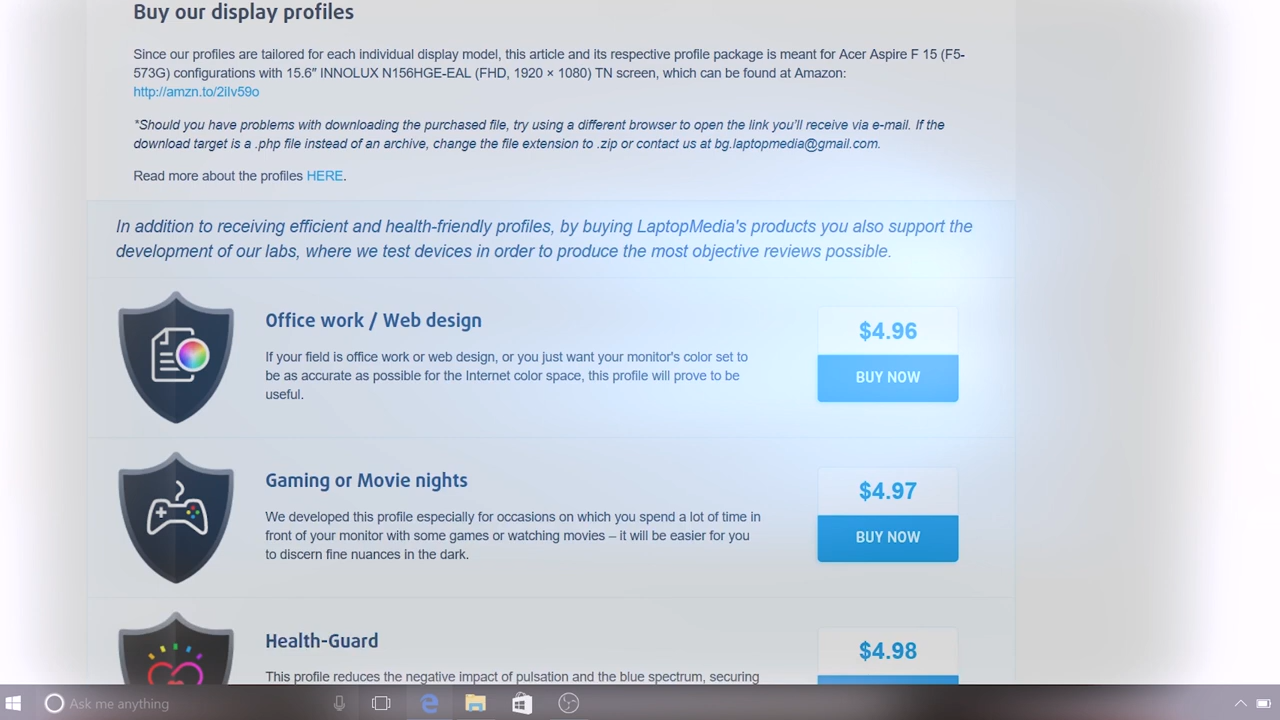 Buy our display profiles
Since our profiles are tailored for each individual display model, this article and its respective profile package is meant for Acer Aspire F 15 (F5-
573G) configurations with 15.6″ INNOLUX N156HGE-EAL (FHD, 1920 × 1080) TN screen, which can be found at Amazon:
http://amzn.to/2iIv59o
*Should you have problems with downloading the purchased file, try using a different browser to open the link you’ll receive via e-mail. If the
download target is a .php file instead of an archive, change the file extension to .zip or contact us at bg.laptopmedia@gmail.com.
Read more about the profiles HERE.
In addition to receiving efficient and health-friendly profiles, by buying LaptopMedia's products you also support the
development of our labs, where we test devices in order to produce the most objective reviews possible.
Office work / Web design
If your field is office work or web design, or you just want your monitor's color set to
be as accurate as possible for the Internet color space, this profile will prove to be
useful.
$4.96
BUY NOW
Gaming or Movie nights
We developed this profile especially for occasions on which you spend a lot of time in
front of your monitor with some games or watching movies – it will be easier for you
to discern fine nuances in the dark.
$4.97
BUY NOW
Health-Guard
This profile reduces the negative impact of pulsation and the blue spectrum, securing
$4.98
Ask me anything